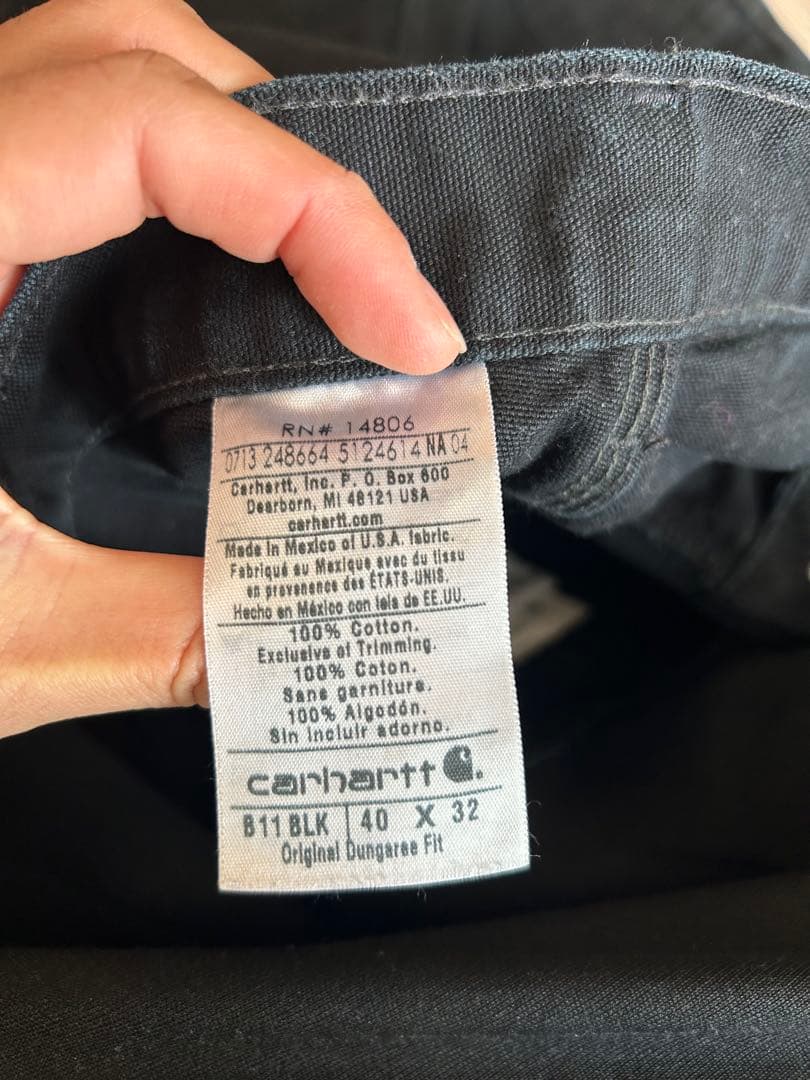 RN# 14806
0713 248664 5124614 NA 04
Carhartt, Inc. P. O. Box 600
Dearborn, MI 48121 USA
carhartt.com
Made in Mexico of U.S.A. fabric.
Fabriqué au Mexique avec du tissu
en provenance des ÉTATS-UNIS.
Hecho en México con tela de EE.UU.
100% Cotton.
Exclusive of Trimming.
100% Coton.
Sans garniture.
100% Algodón.
Sin incluir adorno.
carhartt
B11 BLK 40 X 32
Original Dungaree Fit